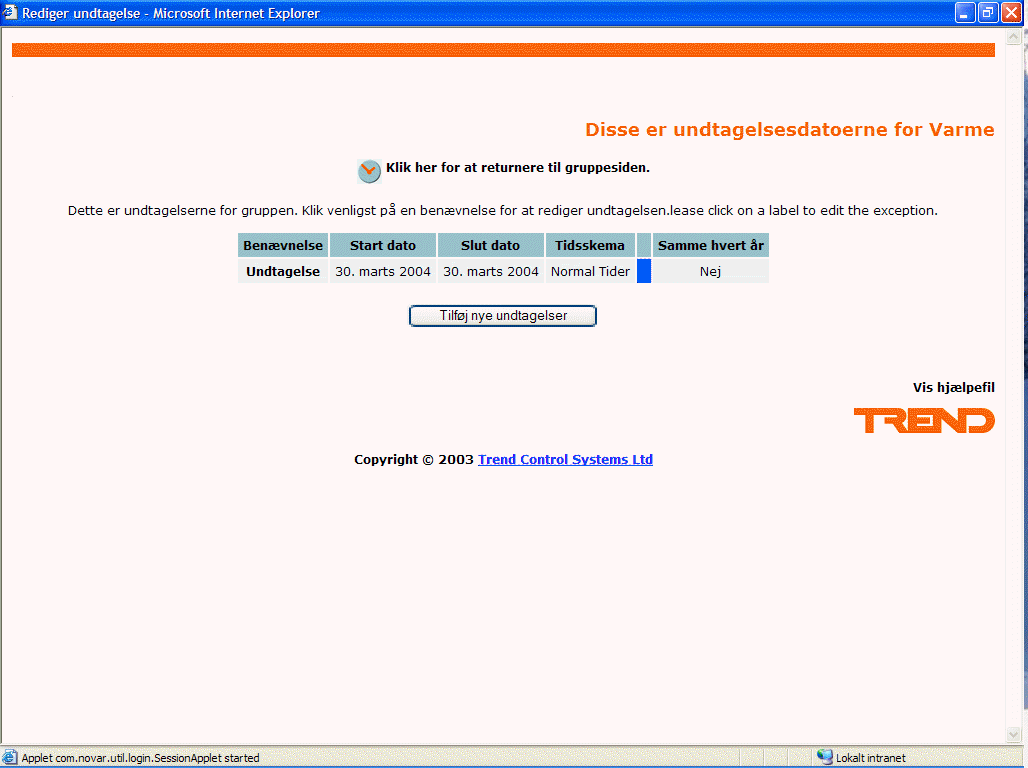 Rediger undtagelse - Microsoft Internet Explorer
Disse er undtagelsesdatoerne for Varme
Klik her for at returnere til gruppesiden.
Dette er undtagelserne for gruppen. Klik venligst på en benævnelse for at rediger undtagelsen.lease click on a label to edit the exception.
Benævnelse Start dato Slut dato Tidsskema Samme hvert år
Undtagelse 30. marts 2004 30. marts 2004 Normal Tider Nej
Tilføj nye undtagelser
Vis hjælpefil
TREND
Copyright © 2003 Trend Control Systems Ltd
Applet com.novar.util.login.SessionApplet started Lokalt intranet